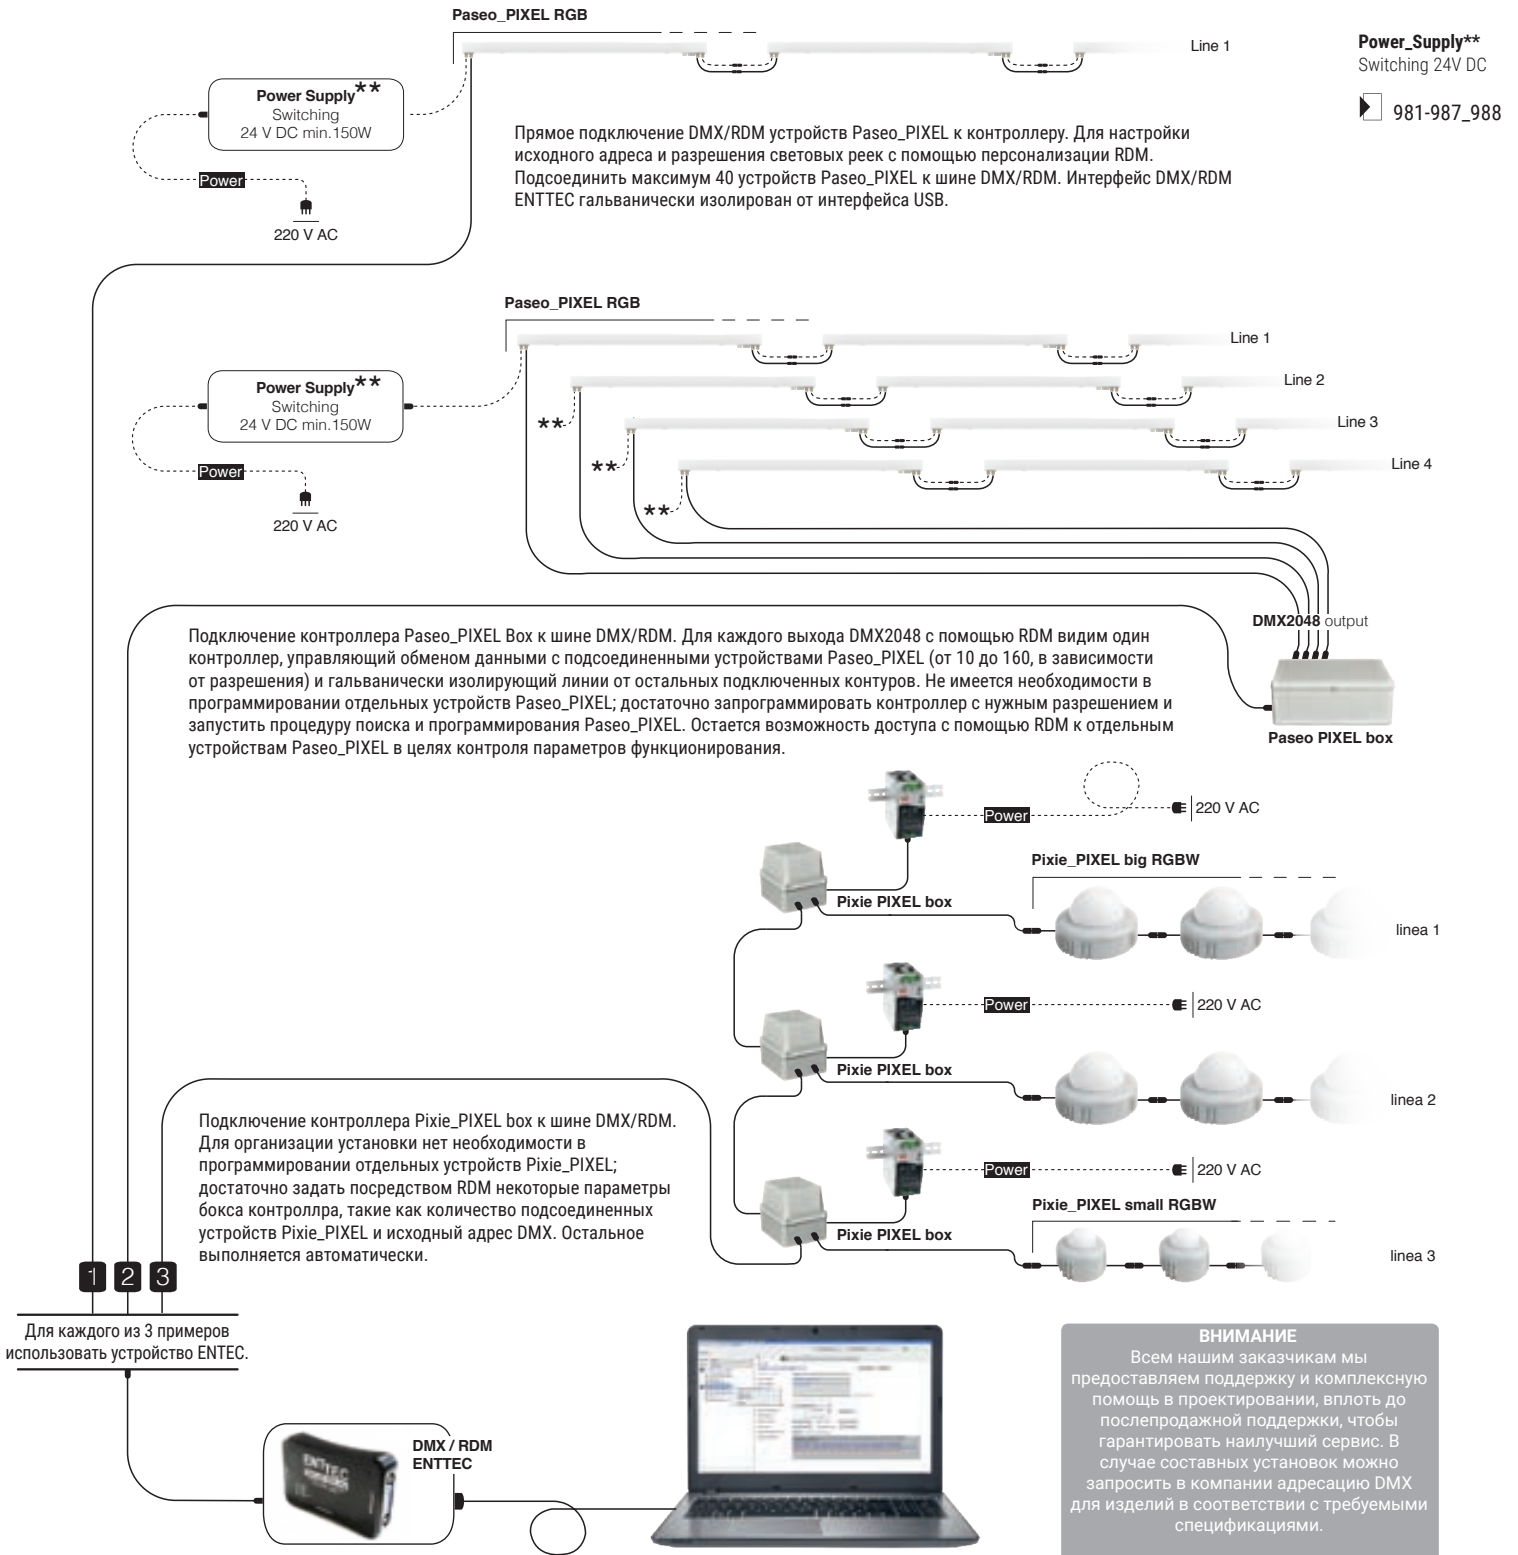 Paseo_PIXEL RGB
Line 1
Power_Supply**
Switching 24V DC
981-987_988
Power Supply**
Switching
24 V DC min.150W
Power
220 V AC
Прямое подключение DMX/RDM устройств Paseo_PIXEL к контроллеру. Для настройки
исходного адреса и разрешения световых реек с помощью персонализации RDM.
Подсоединить максимум 40 устройств Paseo_PIXEL к шине DMX/RDM. Интерфейс DMX/RDM
ENTTEC гальванически изолирован от интерфейса USB.
Paseo_PIXEL RGB
Line 1
Line 2
Line 3
Line 4
Power Supply**
Switching
24 V DC min.150W
**
**
**
Power
220 V AC
DMX2048 output
Paseo PIXEL box
Подключение контроллера Paseo_PIXEL Box к шине DMX/RDM. Для каждого выхода DMX2048 с помощью RDM видим один
контроллер, управляющий обменом данными с подсоединенными устройствами Paseo_PIXEL (от 10 до 160, в зависимости
от разрешения) и гальванически изолирующий линии от остальных подключенных контуров. Не имеется необходимости в
программировании отдельных устройств Paseo_PIXEL; достаточно запрограммировать контроллер с нужным разрешением и
запустить процедуру поиска и программирования Paseo_PIXEL. Остается возможность доступа с помощью RDM к отдельным
устройствам Paseo_PIXEL в целях контроля параметров функционирования.
Power
220 V AC
Pixie_PIXEL big RGBW
Pixie PIXEL box
linea 1
Power
220 V AC
Pixie PIXEL box
linea 2
Power
220 V AC
Pixie_PIXEL small RGBW
Pixie PIXEL box
linea 3
Подключение контроллера Pixie_PIXEL box к шине DMX/RDM.
Для организации установки нет необходимости в
программировании отдельных устройств Pixie_PIXEL;
достаточно задать посредством RDM некоторые параметры
бокса контроллра, такие как количество подсоединенных
устройств Pixie_PIXEL и исходный адрес DMX. Остальное
выполняется автоматически.
1 2 3
Для каждого из 3 примеров
использовать устройство ENTEC.
DMX / RDM
ENTTEC
ENTTEC
ВНИМАНИЕ
Всем нашим заказчикам мы
предоставляем поддержку и комплексную
помощь в проектировании, вплоть до
послепродажной поддержки, чтобы
гарантировать наилучший сервис. В
случае составных установок можно
запросить в компании адресацию DMX
для изделий в соответствии с требуемыми
спецификациями.